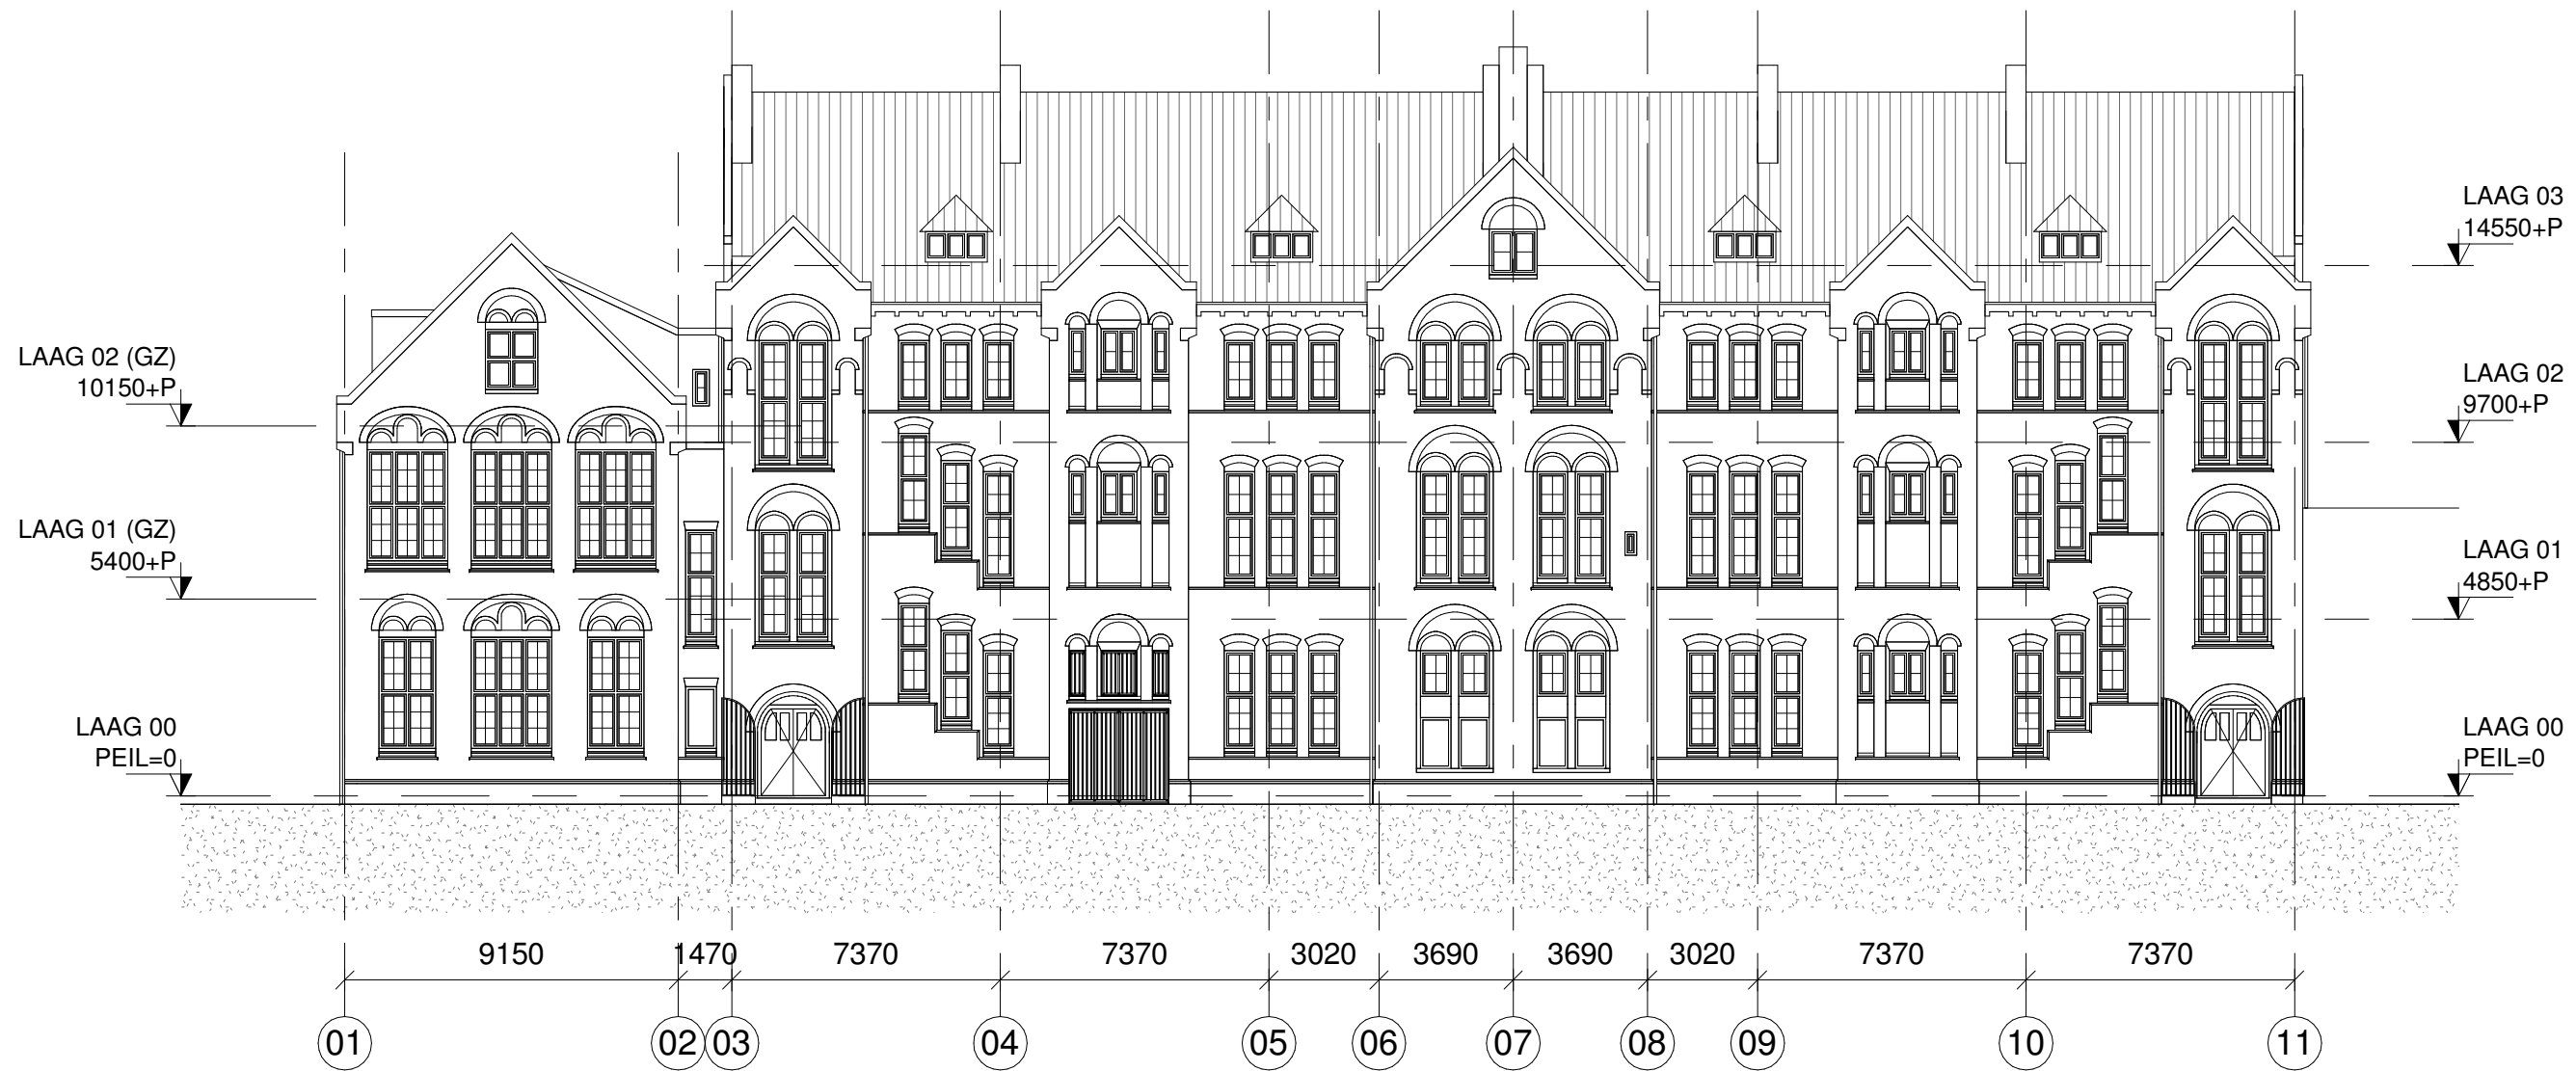 LAAG 03
14550+P
LAAG 02 (GZ)
10150+P
LAAG 02
9700+P
LAAG 01 (GZ)
5400+P
LAAG 01
4850+P
LAAG 00
PEIL=0
LAAG 00
PEIL=0
9150 1470 7370 7370 3020 3690 3690 3020 7370 7370
01 02 03 04 05 06 07 08 09 10 11